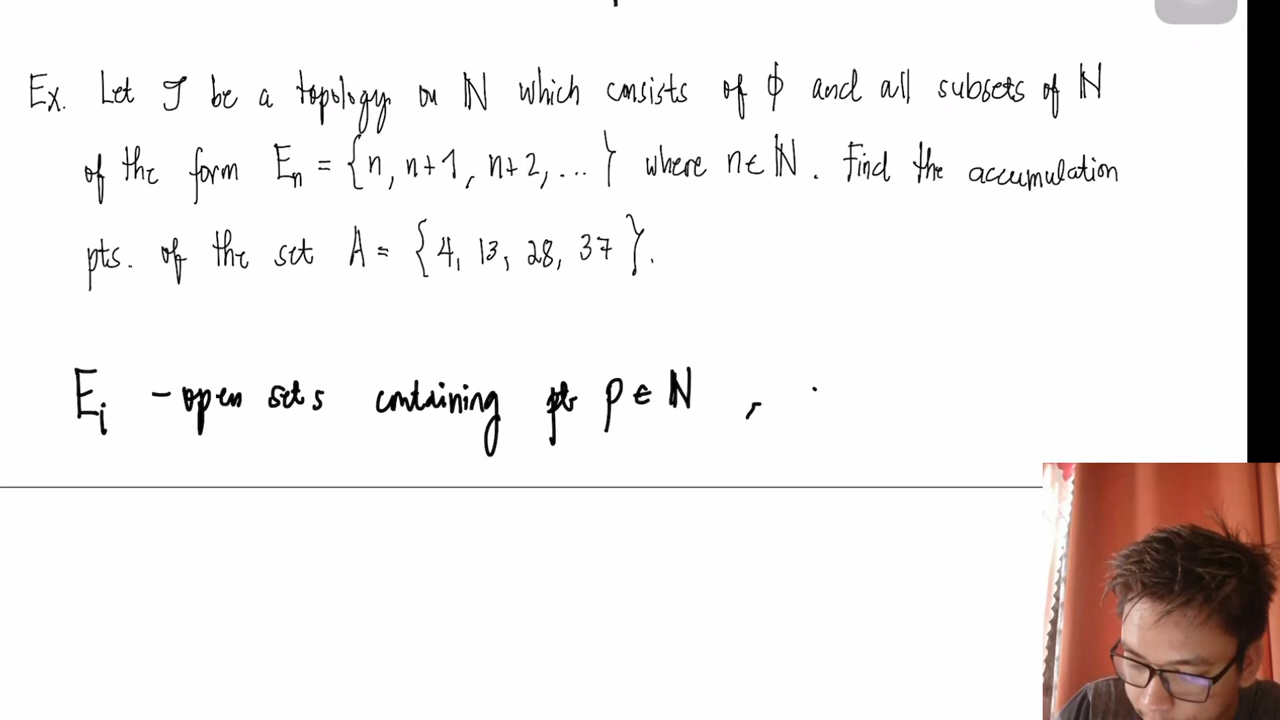 Ex. Let 𝒯 be a topology on ℕ which consists of ϕ and all subsets of ℕ
of the form Eₙ = {n, n+1, n+2, ...} where n∈ℕ. Find the accumulation
pts. of the set A = {4, 13, 28, 37}.
Eᵢ - open sets containing pt p ∈ ℕ ,